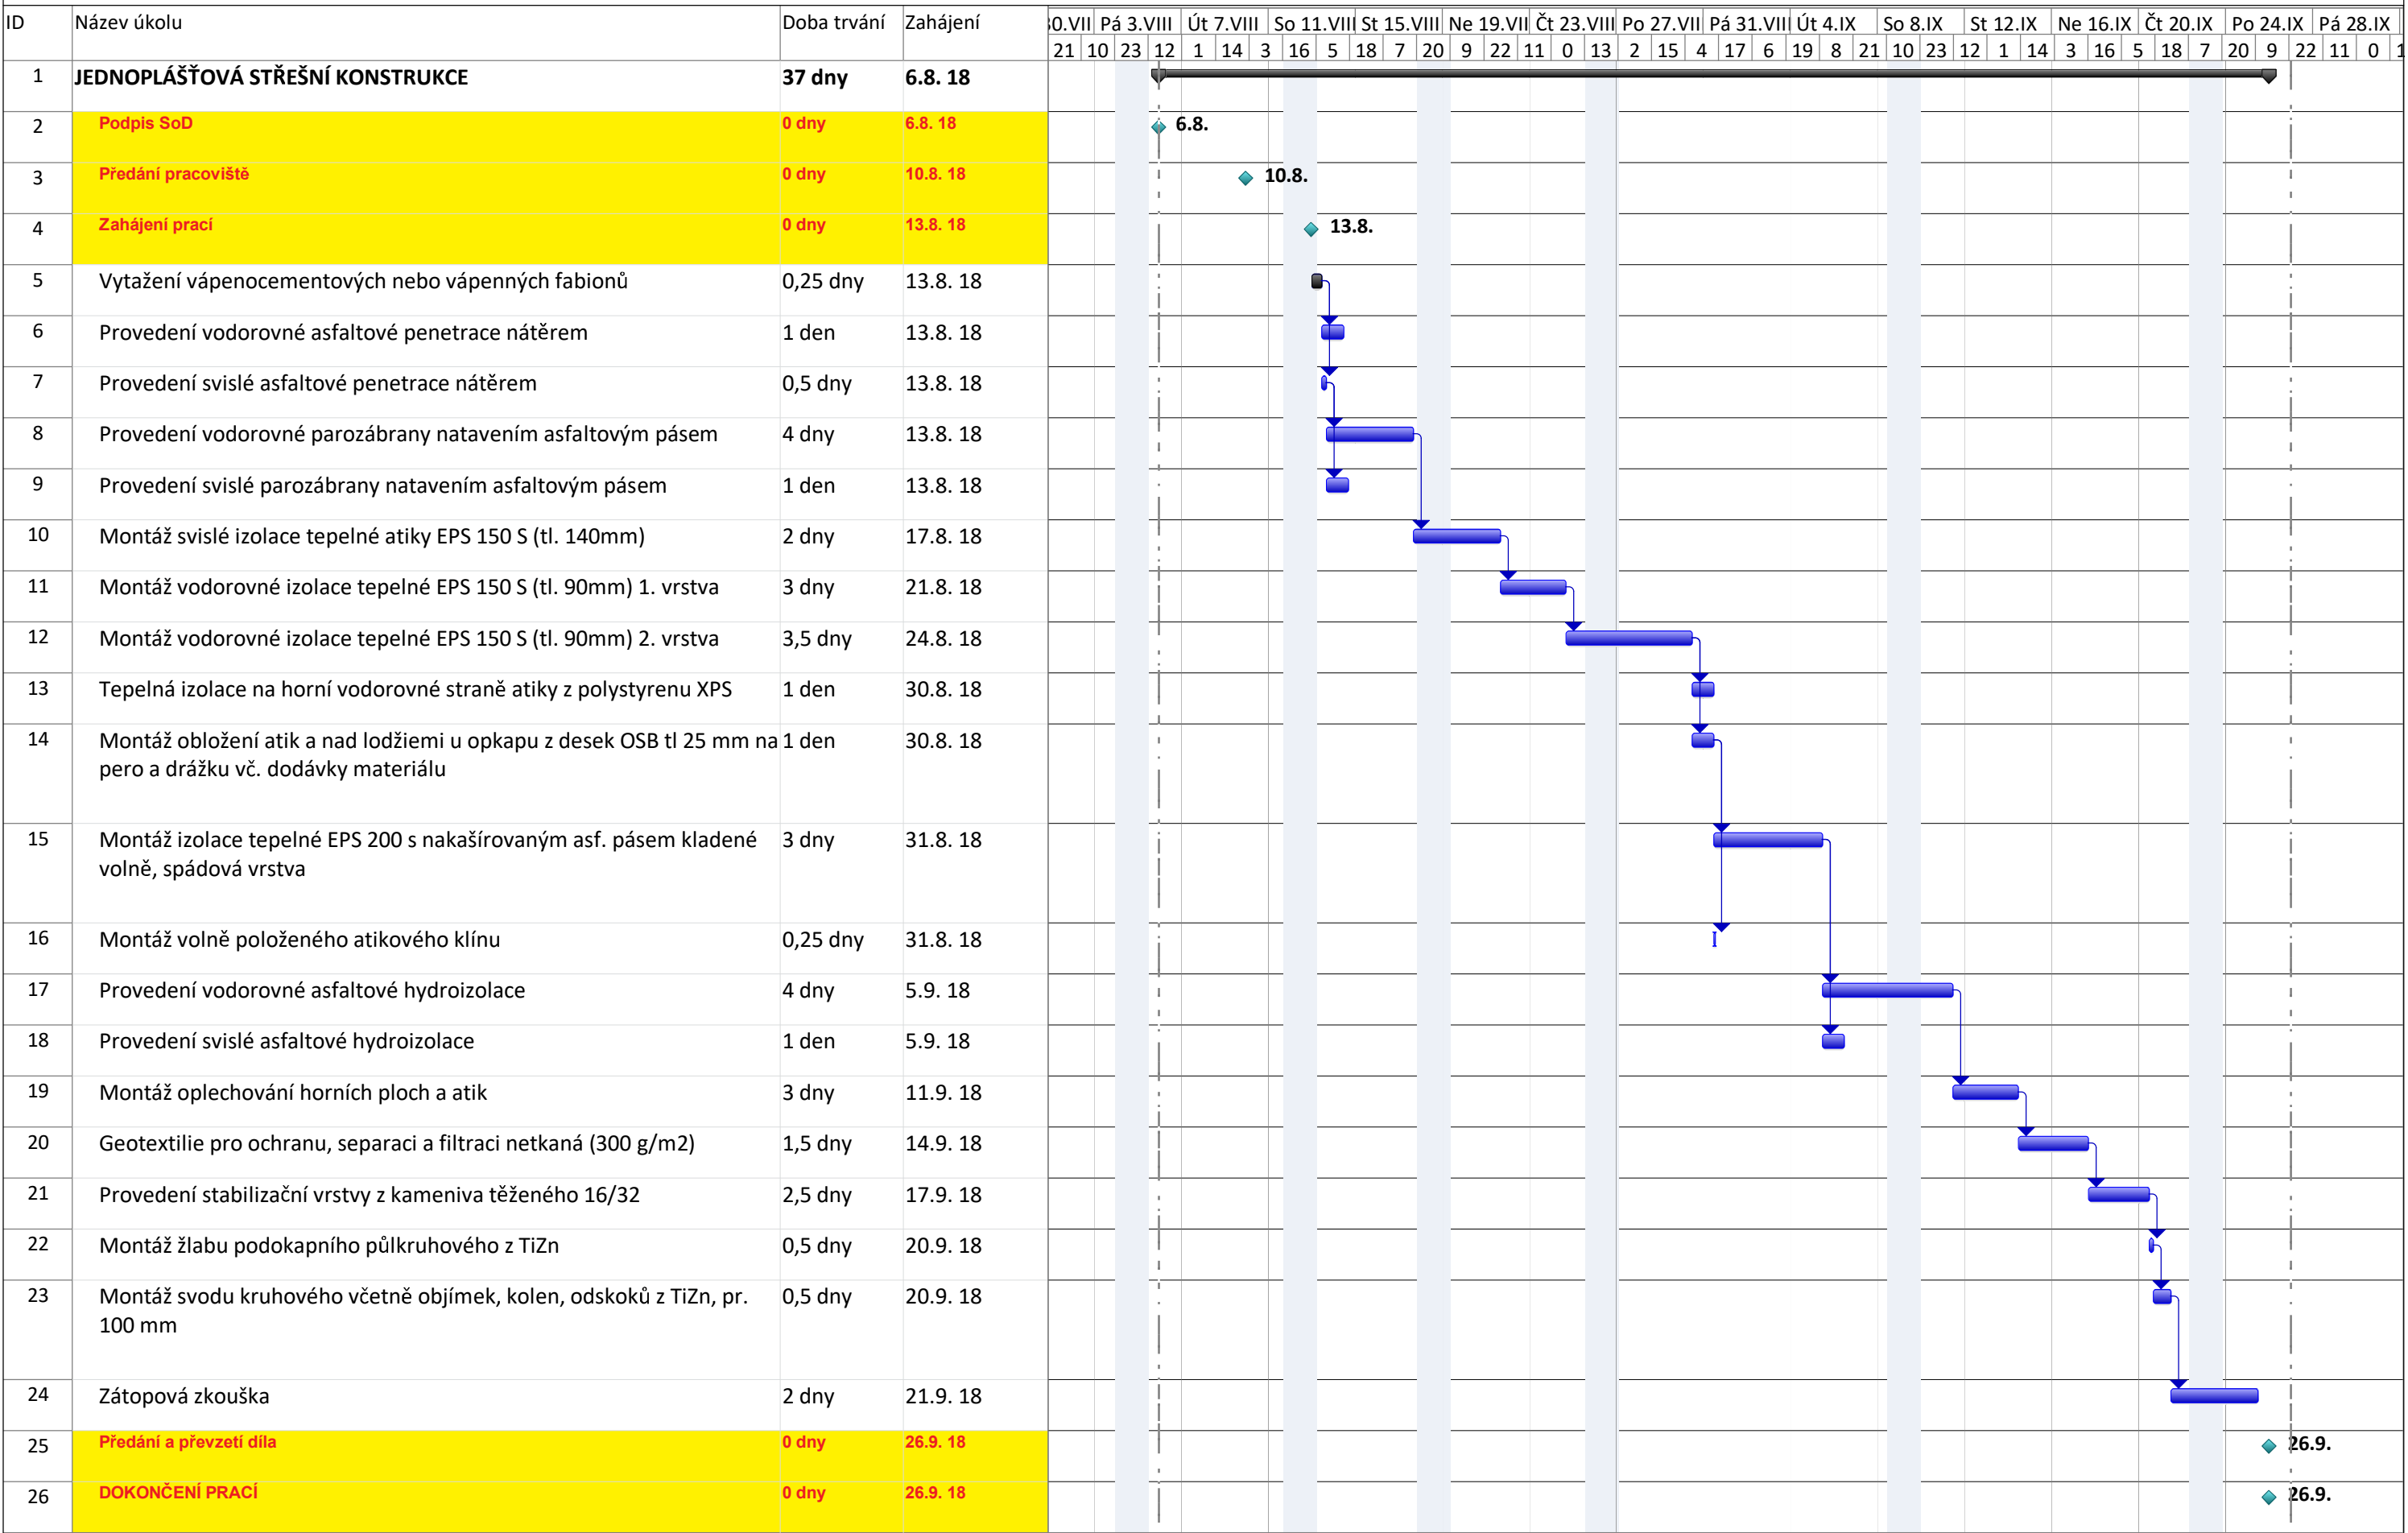 ID Název úkolu Doba trvání Zahájení
30.VII Pá 3.VIII Út 7.VIII So 11.VIII St 15.VIII Ne 19.VII Čt 23.VIII Po 27.VII Pá 31.VIII Út 4.IX So 8.IX St 12.IX Ne 16.IX Čt 20.IX Po 24.IX Pá 28.IX
21 10 23 12 1 14 3 16 5 18 7 20 9 22 11 0 13 2 15 4 17 6 19 8 21 10 23 12 1 14 3 16 5 18 7 20 9 22 11 0 1
1 JEDNOPLÁŠŤOVÁ STŘEŠNÍ KONSTRUKCE 37 dny 6.8. 18
2 Podpis SoD 0 dny 6.8. 18 6.8.
3 Předání pracoviště 0 dny 10.8. 18 10.8.
4 Zahájení prací 0 dny 13.8. 18 13.8.
5 Vytažení vápenocementových nebo vápenných fabionů 0,25 dny 13.8. 18
6 Provedení vodorovné asfaltové penetrace nátěrem 1 den 13.8. 18
7 Provedení svislé asfaltové penetrace nátěrem 0,5 dny 13.8. 18
8 Provedení vodorovné parozábrany natavením asfaltovým pásem 4 dny 13.8. 18
9 Provedení svislé parozábrany natavením asfaltovým pásem 1 den 13.8. 18
10 Montáž svislé izolace tepelné atiky EPS 150 S (tl. 140mm) 2 dny 17.8. 18
11 Montáž vodorovné izolace tepelné EPS 150 S (tl. 90mm) 1. vrstva 3 dny 21.8. 18
12 Montáž vodorovné izolace tepelné EPS 150 S (tl. 90mm) 2. vrstva 3,5 dny 24.8. 18
13 Tepelná izolace na horní vodorovné straně atiky z polystyrenu XPS 1 den 30.8. 18
14 Montáž obložení atik a nad lodžiemi u opkapu z desek OSB tl 25 mm na 1 den 30.8. 18
pero a drážku vč. dodávky materiálu
15 Montáž izolace tepelné EPS 200 s nakašírovaným asf. pásem kladené 3 dny 31.8. 18
volně, spádová vrstva
16 Montáž volně položeného atikového klínu 0,25 dny 31.8. 18
17 Provedení vodorovné asfaltové hydroizolace 4 dny 5.9. 18
18 Provedení svislé asfaltové hydroizolace 1 den 5.9. 18
19 Montáž oplechování horních ploch a atik 3 dny 11.9. 18
20 Geotextilie pro ochranu, separaci a filtraci netkaná (300 g/m2) 1,5 dny 14.9. 18
21 Provedení stabilizační vrstvy z kameniva těženého 16/32 2,5 dny 17.9. 18
22 Montáž žlabu podokapního půlkruhového z TiZn 0,5 dny 20.9. 18
23 Montáž svodu kruhového včetně objímek, kolen, odskoků z TiZn, pr. 0,5 dny 20.9. 18
100 mm
24 Zátopová zkouška 2 dny 21.9. 18
25 Předání a převzetí díla 0 dny 26.9. 18 26.9.
26 DOKONČENÍ PRACÍ 0 dny 26.9. 18 26.9.